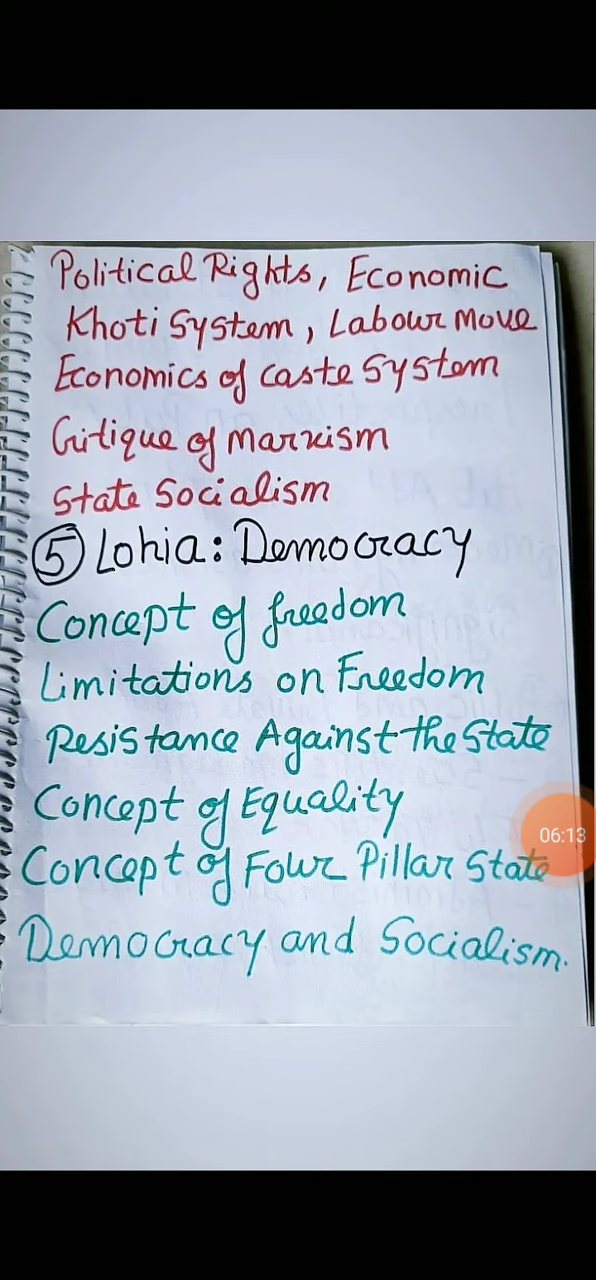 Political Rights, Economic
Khoti System, Labour Move
Economics of Caste System
Critique of Marxism
State Socialism
⑤ Lohia: Democracy
Concept of freedom
Limitations on Freedom
Resistance Against the State
Concept of Equality
06:13
Concept of Four Pillar State
Democracy and Socialism.